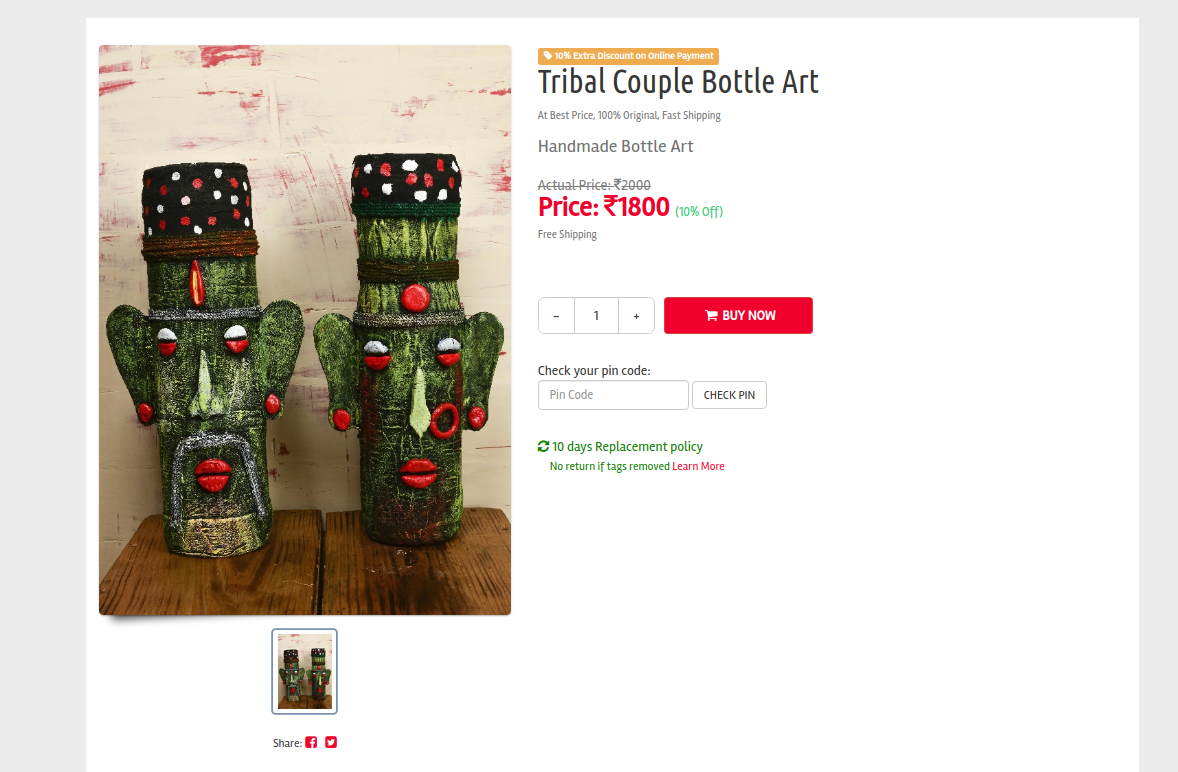 10% Extra Discount on Online Payment
Tribal Couple Bottle Art
At Best Price, 100% Original, Fast Shipping
Handmade Bottle Art
Actual Price: ₹2000
Price: ₹1800 (10% Off)
Free Shipping
– 1 + BUY NOW
Check your pin code:
Pin Code CHECK PIN
10 days Replacement policy
No return if tags removed Learn More
Share: